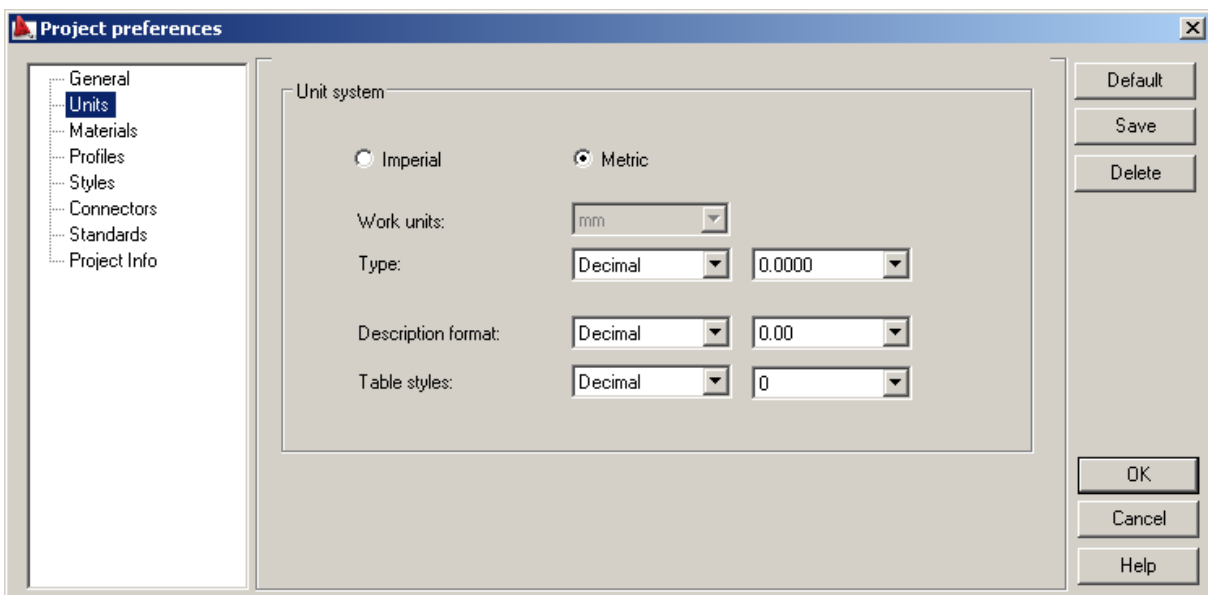 Project preferences
General
Units
Materials
Profiles
Styles
Connectors
Standards
Project Info
Unit system
Imperial Metric
Work units: mm
Type: Decimal 0.0000
Description format: Decimal 0.00
Table styles: Decimal 0
Default
Save
Delete
OK
Cancel
Help